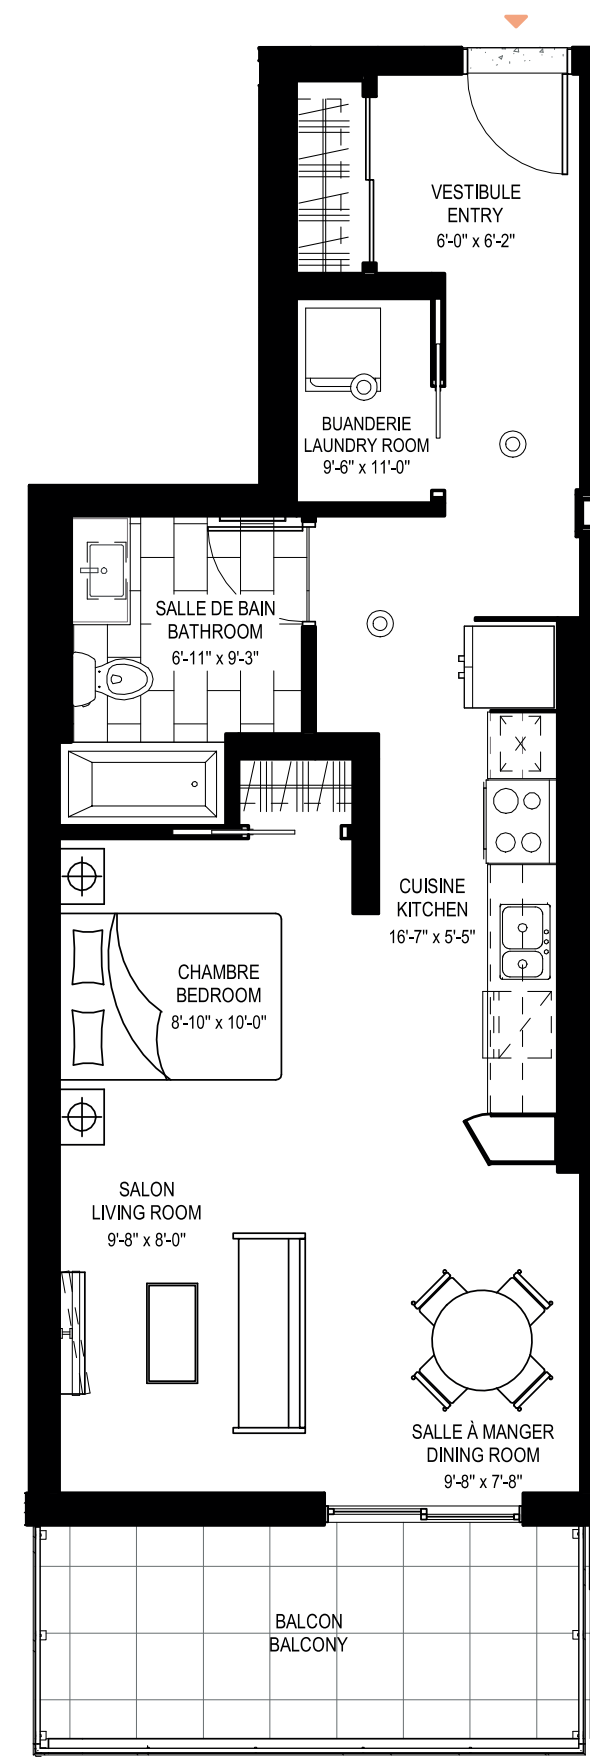 VESTIBULE
ENTRY
6'-0" x 6'-2"
BUANDERIE
LAUNDRY ROOM
9'-6" x 11'-0"
SALLE DE BAIN
BATHROOM
6'-11" x 9'-3"
CUISINE
KITCHEN
16'-7" x 5'-5"
CHAMBRE
BEDROOM
8'-10" x 10'-0"
SALON
LIVING ROOM
9'-8" x 8'-0"
SALLE À MANGER
DINING ROOM
9'-8" x 7'-8"
BALCON
BALCONY